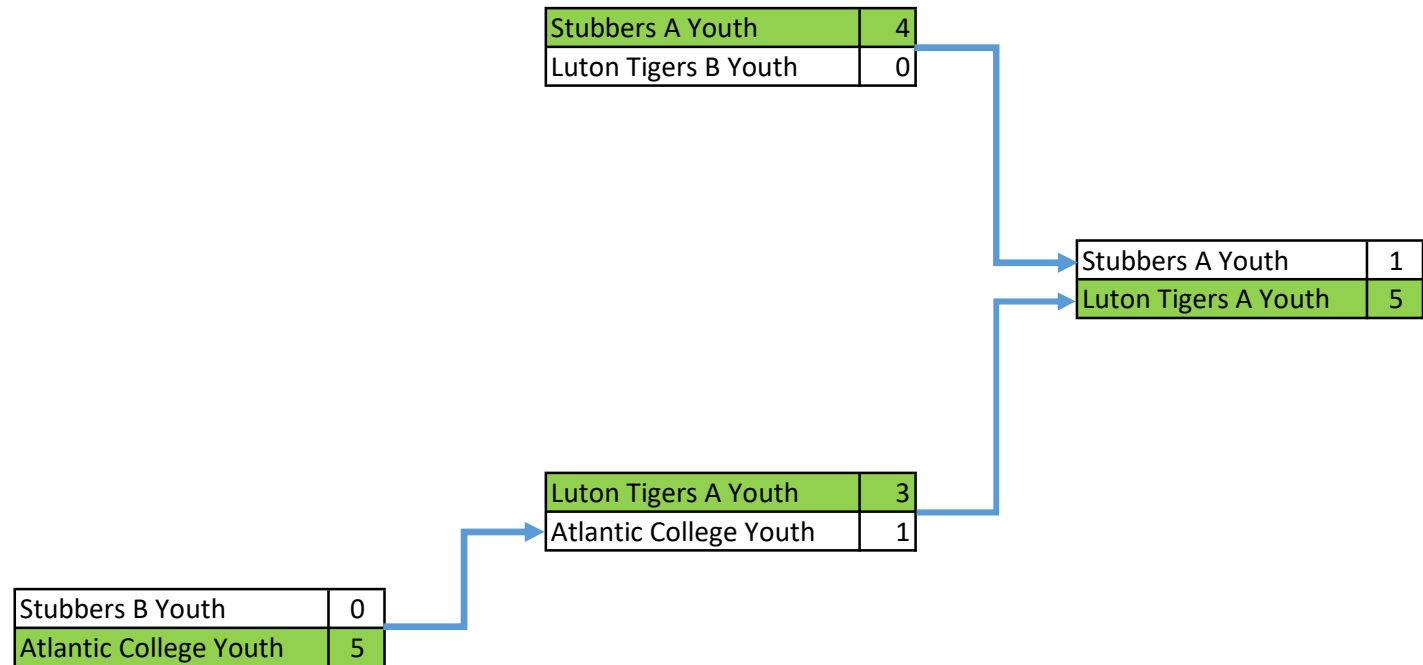 Stubbers A Youth 4
Luton Tigers B Youth 0
Stubbers A Youth 1
Luton Tigers A Youth 5
Luton Tigers A Youth 3
Atlantic College Youth 1
Stubbers B Youth 0
Atlantic College Youth 5